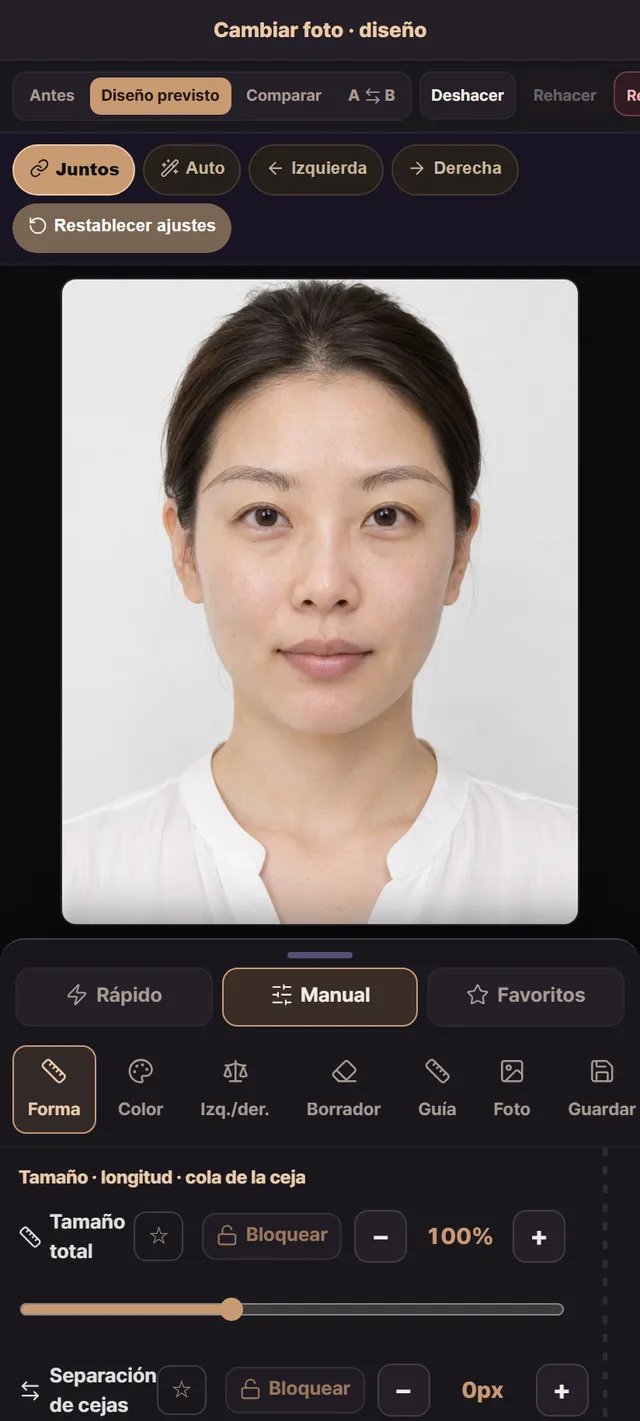 Cambiar foto · diseño
Antes Diseño previsto Comparar A ⇆ B Deshacer Rehacer
Juntos Auto ← Izquierda → Derecha
Restablecer ajustes
Rápido Manual Favoritos
Forma Color Izq./der. Borrador Guía Foto Guardar
Tamaño · longitud · cola de la ceja
Tamaño total Bloquear − 100% +
Separación de cejas Bloquear − 0px +